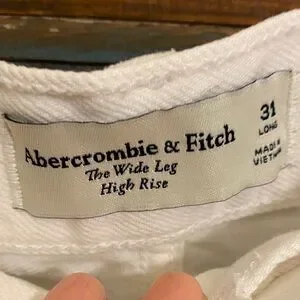 Abercrombie & Fitch
The Wide Leg
High Rise
31
LONG
MADE IN
VIETNAM